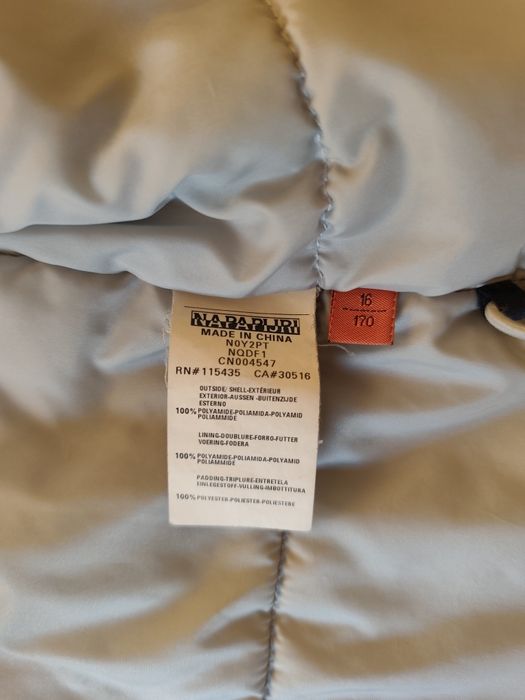 NAPAPIJRI
MADE IN CHINA
N0Y2PT
NQDF1
CN004547
RN#115435 CA#30516
OUTSIDE/ SHELL-EXTÉRIEUR
EXTERIOR-AUSSEN -BUITENZIJDE
ESTERNO
100% POLYAMIDE-POLIAMIDA-POLYAMID
POLIAMMIDE
LINING-DOUBLURE-FORRO-FUTTER
VOERING-FODERA
100% POLYAMIDE-POLIAMIDA-POLYAMID
POLIAMMIDE
PADDING-TRIPLURE-ENTRETELA
EINLEGESTOFF-VULLING-IMBOTTITURA
100% POLYESTER-POLIESTER-POLIESTERE
16
170